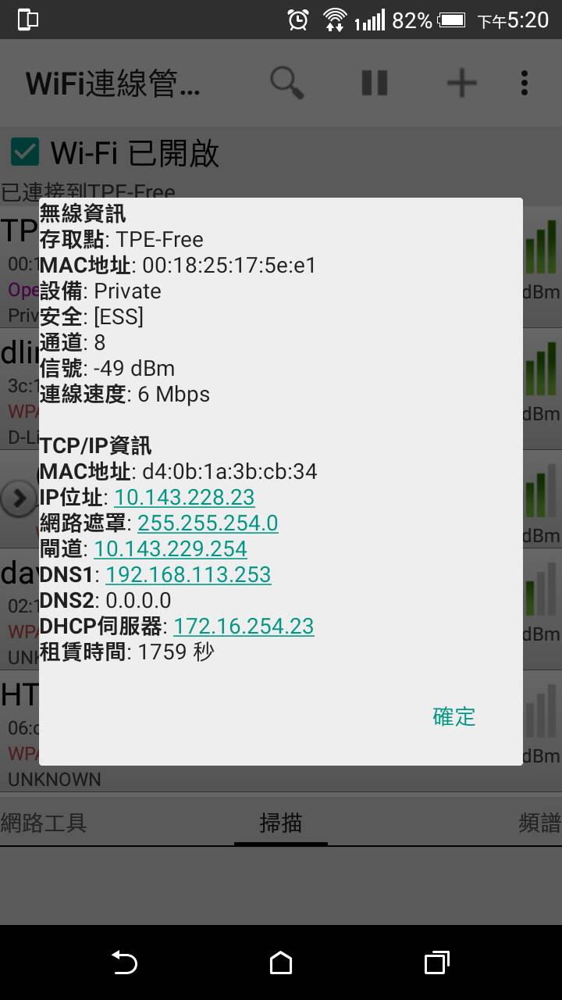 82% 下午5:20
WiFi連線管...
Wi-Fi 已開啟
已連接到TPE-Free
無線資訊
存取點: TPE-Free
MAC地址: 00:18:25:17:5e:e1
設備: Private
安全: [ESS]
通道: 8
信號: -49 dBm
連線速度: 6 Mbps
TCP/IP資訊
MAC地址: d4:0b:1a:3b:cb:34
IP位址: 10.143.228.23
網路遮罩: 255.255.254.0
閘道: 10.143.229.254
DNS1: 192.168.113.253
DNS2: 0.0.0.0
DHCP伺服器: 172.16.254.23
租賃時間: 1759 秒
確定
TP
00:1
Ope
Priv
dBm
dlin
3c:1
WPA
D-Li
dBm
dBm
dav
02:1
WPA
UNK
dBm
HT
06:c
WPA
UNKNOWN
dBm
網路工具 掃描 頻譜